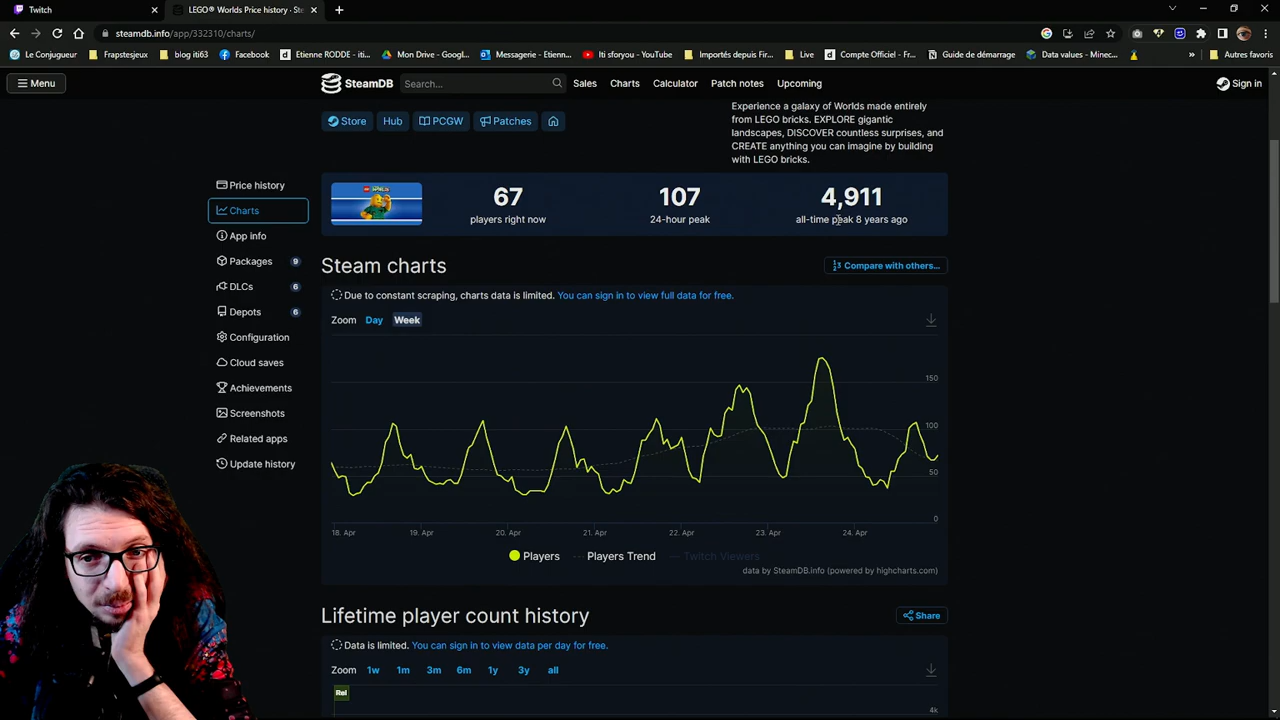 Twitch
LEGO® Worlds Price history · Ste
steamdb.info/app/332310/charts/
Le Conjugueur
Frapstesjeux
blog iti63
Facebook
Etienne RODDE - iti...
Mon Drive - Googl...
Messagerie - Etienn...
Iti sforyou - YouTube
Importés depuis Fir...
Live
Compte Officiel - Fr...
Guide de démarrage
Data values - Minec...
Autres favoris
Menu
SteamDB
Search...
Sales
Charts
Calculator
Patch notes
Upcoming
Sign in
Store
Hub
PCGW
Patches
Experience a galaxy of Worlds made entirely
from LEGO bricks. EXPLORE gigantic
landscapes, DISCOVER countless surprises, and
CREATE anything you can imagine by building
with LEGO bricks.
Price history
Charts
App info
Packages 9
DLCs 6
Depots 6
Configuration
Cloud saves
Achievements
Screenshots
Related apps
Update history
67
players right now
107
24-hour peak
4,911
all-time peak 8 years ago
Steam charts
Compare with others...
Due to constant scraping, charts data is limited. You can sign in to view full data for free.
Zoom Day Week
150
100
50
0
18. Apr 19. Apr 20. Apr 21. Apr 22. Apr 23. Apr 24. Apr
Players Players Trend Twitch Viewers
data by SteamDB.info (powered by highcharts.com)
Lifetime player count history
Share
Data is limited. You can sign in to view data per day for free.
Zoom 1w 1m 3m 6m 1y 3y all
Rel
4k